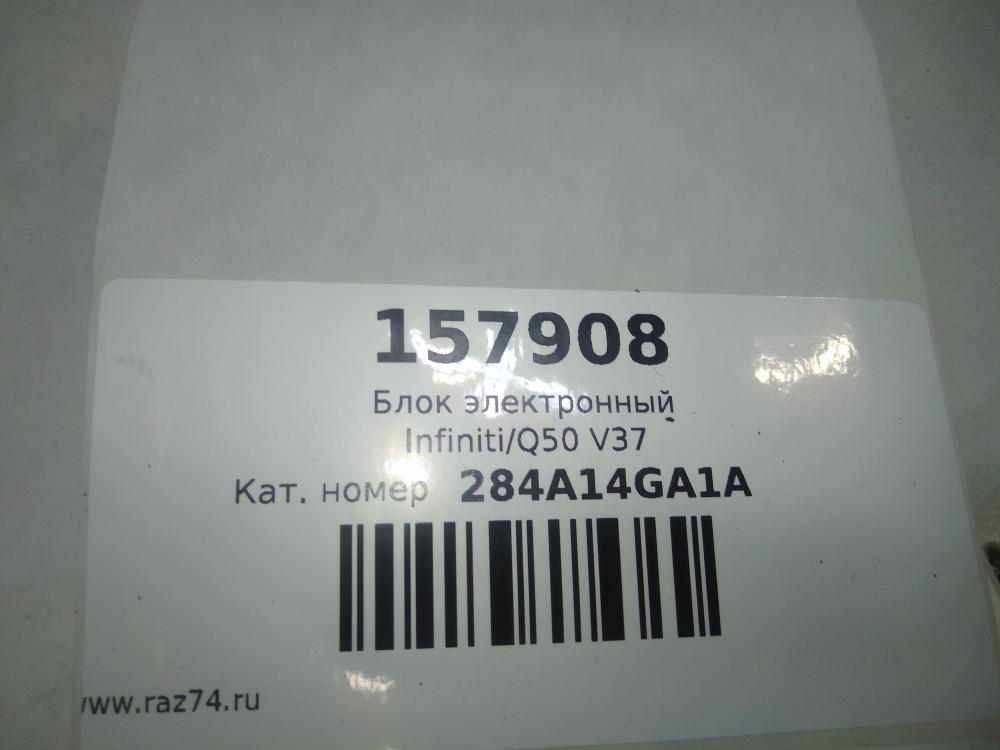 157908
Блок электронный
Infiniti/Q50 V37
Кат. номер 284A14GA1A
www.raz74.ru